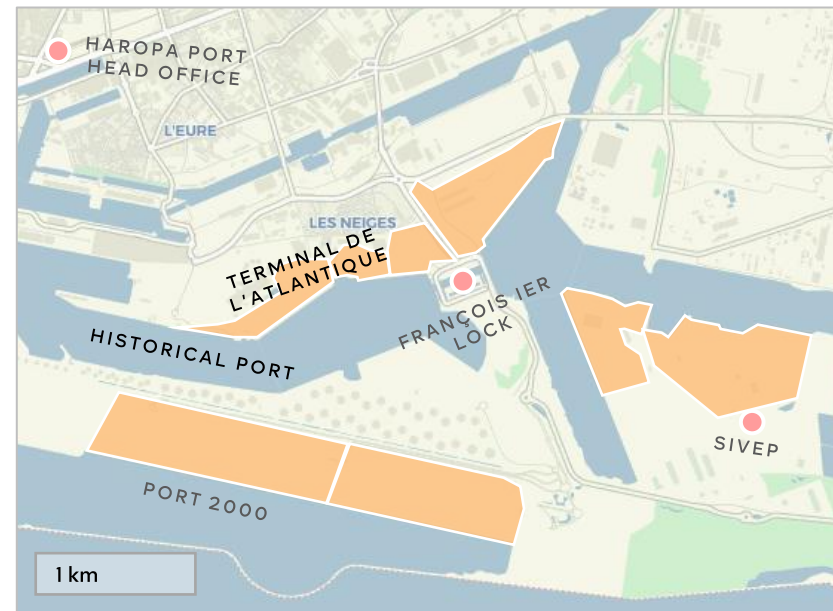 HAROPA PORT
HEAD OFFICE
L'EURE
LES NEIGES
TERMINAL DE
L'ATLANTIQUE
FRANÇOIS IER
LOCK
HISTORICAL PORT
SIVEP
PORT 2000
1 km